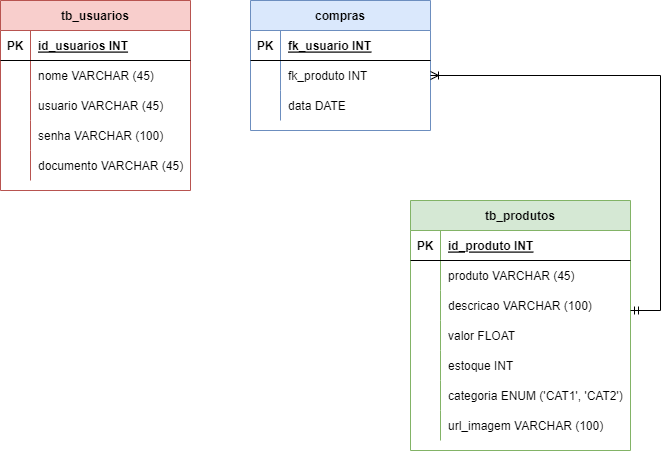 tb_usuarios
PK id_usuarios INT
nome VARCHAR (45)
usuario VARCHAR (45)
senha VARCHAR (100)
documento VARCHAR (45)
compras
PK fk_usuario INT
fk_produto INT
data DATE
tb_produtos
PK id_produto INT
produto VARCHAR (45)
descricao VARCHAR (100)
valor FLOAT
estoque INT
categoria ENUM ('CAT1', 'CAT2')
url_imagem VARCHAR (100)